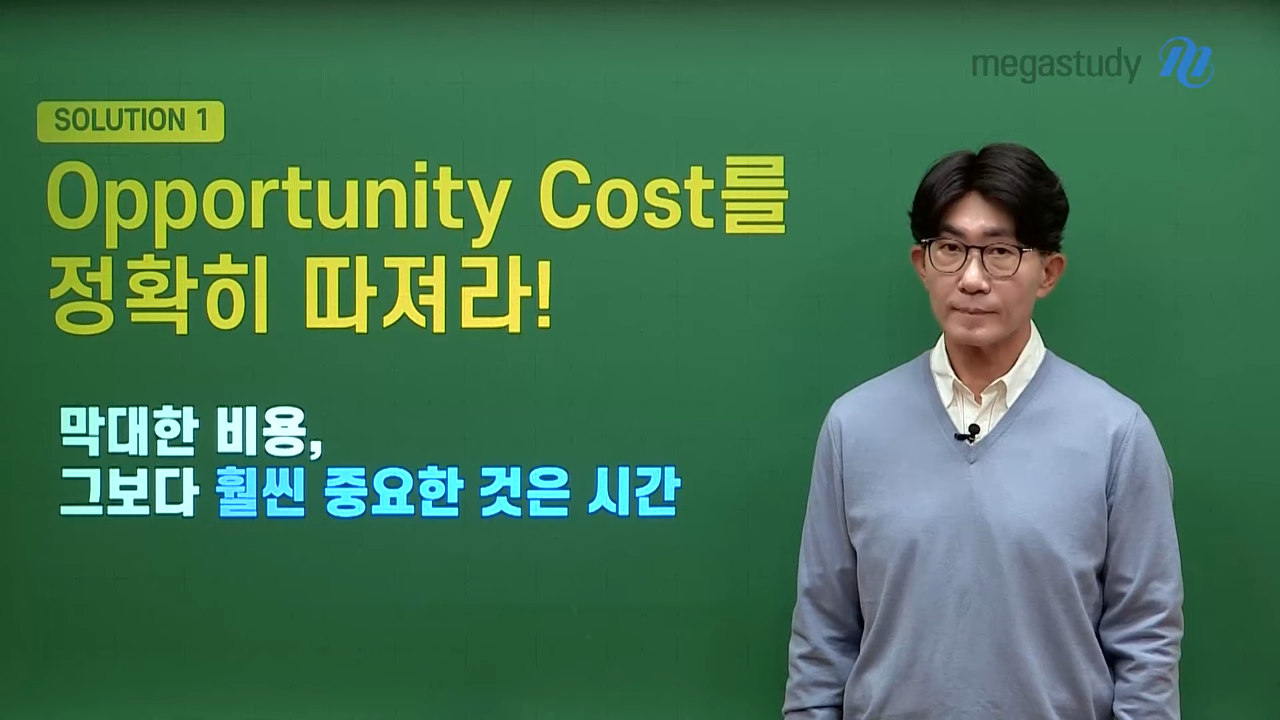 megastudy
SOLUTION 1
Opportunity Cost를
정확히 따져라!
막대한 비용,
그보다 훨씬 중요한 것은 시간